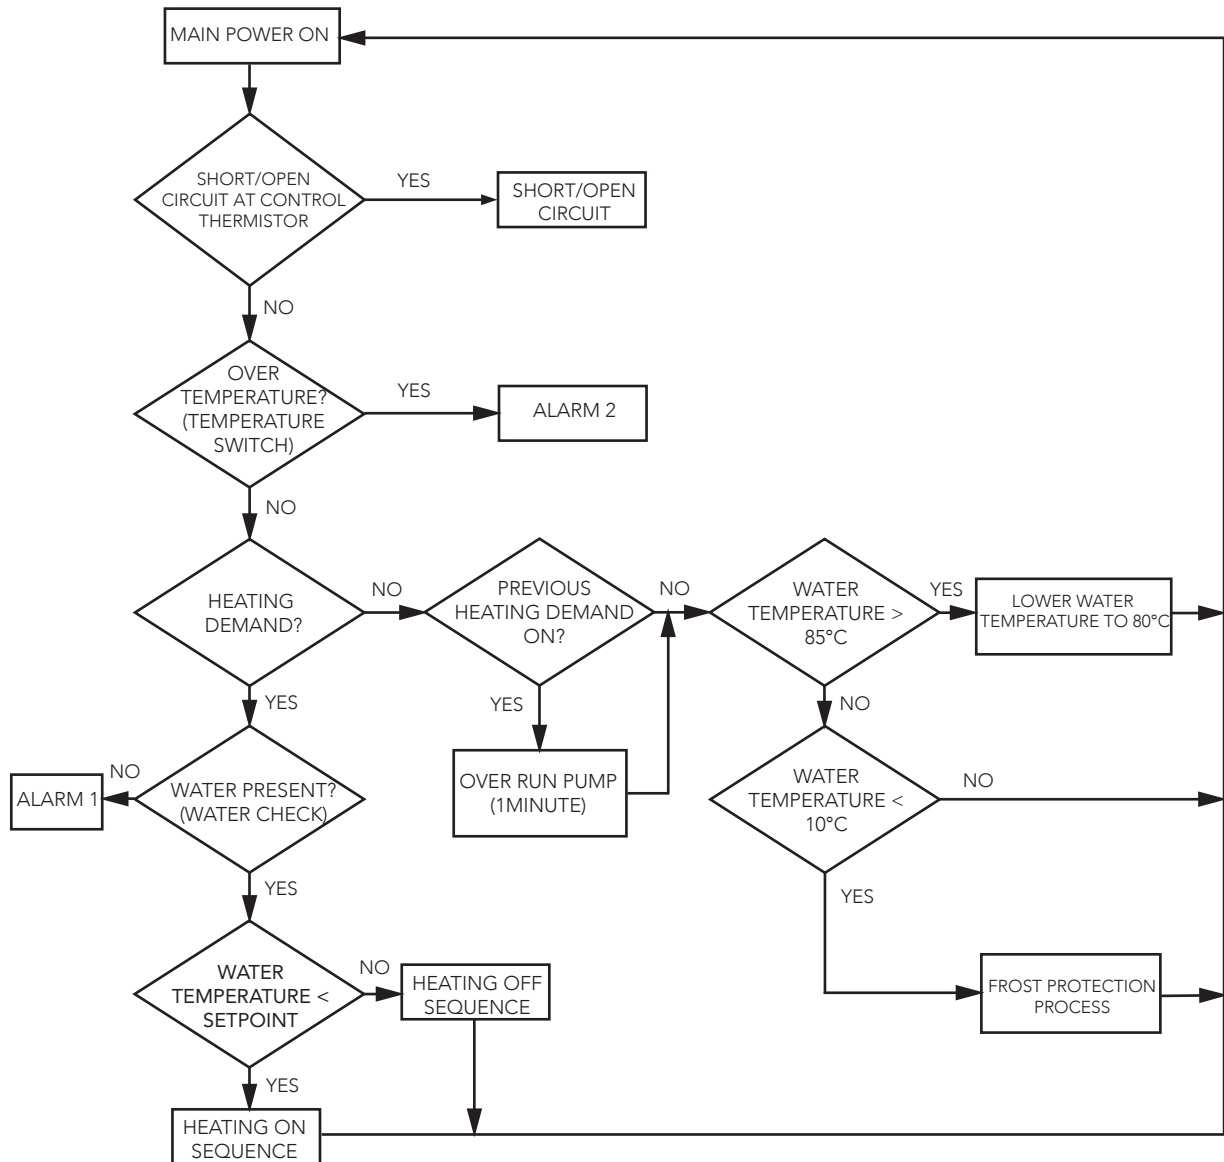 MAIN POWER ON
SHORT/OPEN
CIRCUIT AT CONTROL
THERMISTOR
YES
SHORT/OPEN
CIRCUIT
NO
OVER
TEMPERATURE?
(TEMPERATURE
SWITCH)
YES
ALARM 2
NO
HEATING
DEMAND?
NO
PREVIOUS
HEATING DEMAND
ON?
NO
WATER
TEMPERATURE >
85°C
YES
LOWER WATER
TEMPERATURE TO 80°C
YES
YES
NO
WATER PRESENT?
(WATER CHECK)
NO
ALARM 1
OVER RUN PUMP
(1MINUTE)
WATER
TEMPERATURE <
10°C
NO
YES
YES
WATER
TEMPERATURE <
SETPOINT
NO
HEATING OFF
SEQUENCE
FROST PROTECTION
PROCESS
YES
HEATING ON
SEQUENCE